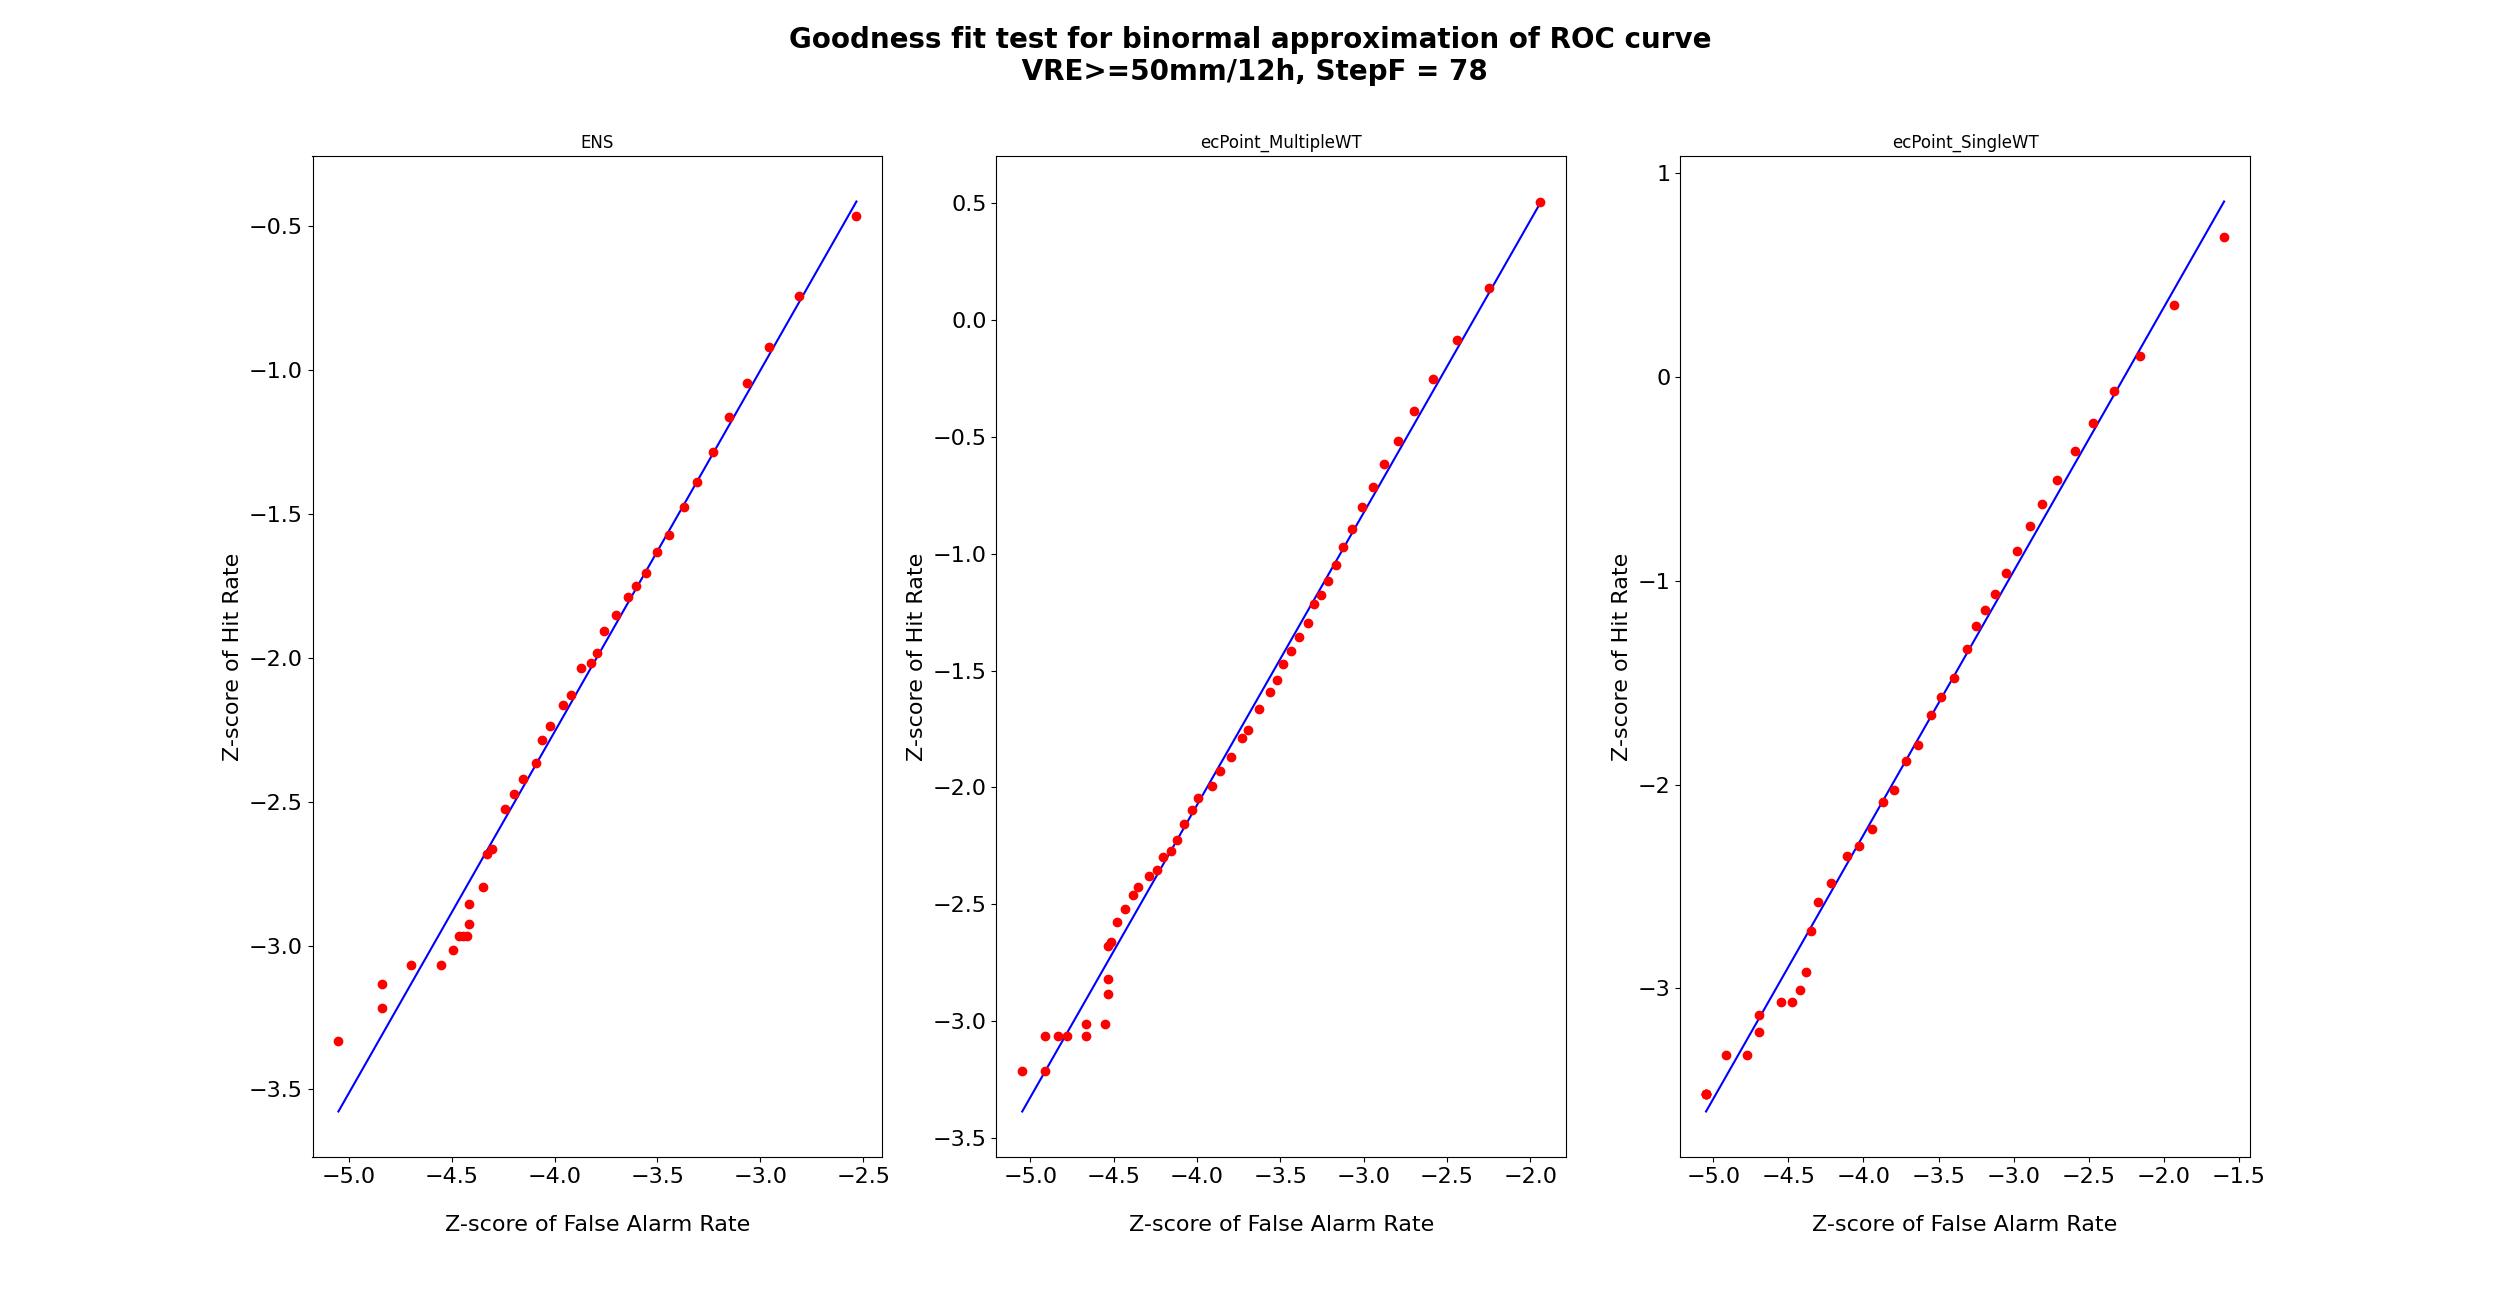 Goodness fit test for binormal approximation of ROC curve
VRE>=50mm/12h, StepF = 78
ENS
−0.5
−1.0
−1.5
−2.0
−2.5
−3.0
−3.5
Z-score of Hit Rate
−5.0 −4.5 −4.0 −3.5 −3.0 −2.5
Z-score of False Alarm Rate
ecPoint_MultipleWT
0.5
0.0
−0.5
−1.0
−1.5
−2.0
−2.5
−3.0
−3.5
Z-score of Hit Rate
−5.0 −4.5 −4.0 −3.5 −3.0 −2.5 −2.0
Z-score of False Alarm Rate
ecPoint_SingleWT
1
0
−1
−2
−3
Z-score of Hit Rate
−5.0 −4.5 −4.0 −3.5 −3.0 −2.5 −2.0 −1.5
Z-score of False Alarm Rate